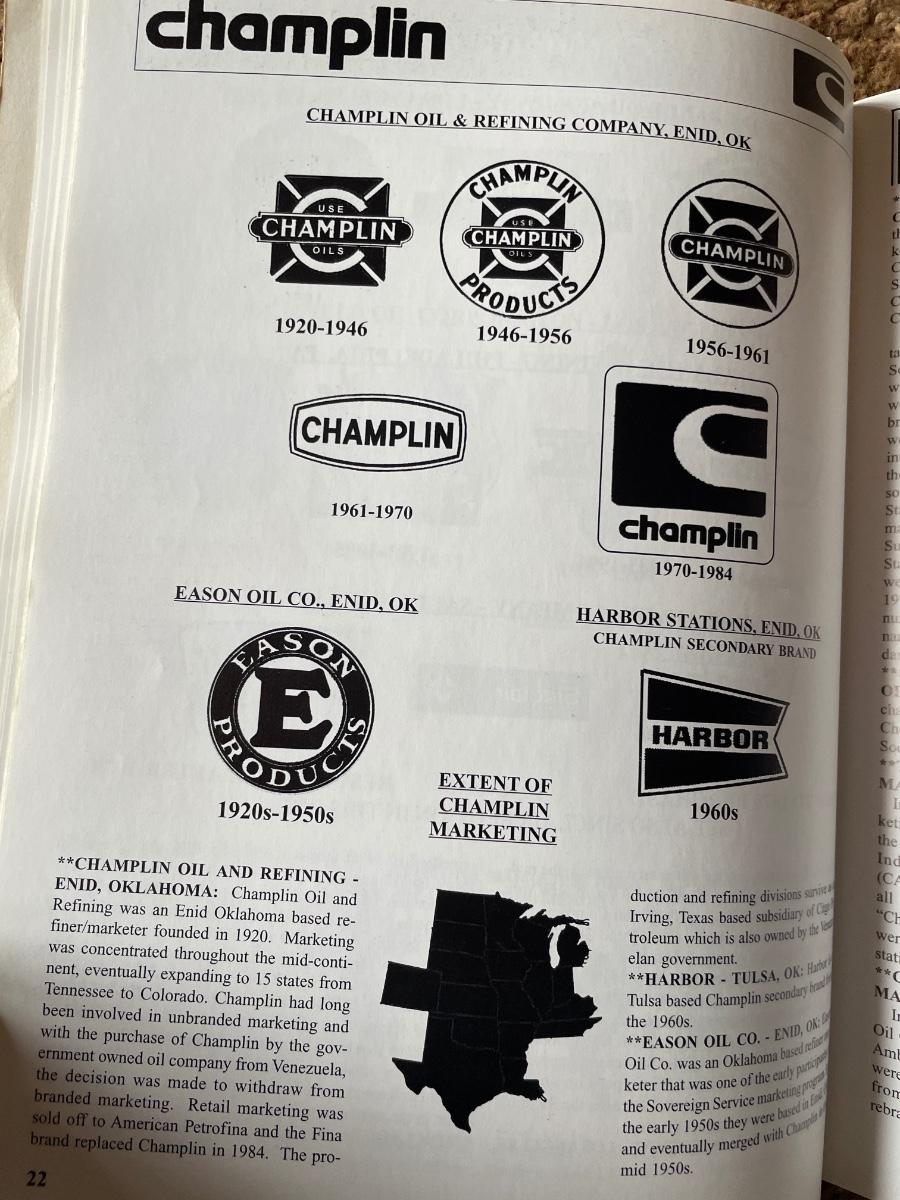 champlin
CHAMPLIN OIL & REFINING COMPANY, ENID, OK
USE
CHAMPLIN
OILS
1920-1946
CHAMPLIN
USE
CHAMPLIN
OILS
PRODUCTS
1946-1956
CHAMPLIN
1956-1961
CHAMPLIN
1961-1970
champlin
1970-1984
EASON OIL CO., ENID, OK
EASON
E
PRODUCTS
1920s-1950s
HARBOR STATIONS, ENID, OK
CHAMPLIN SECONDARY BRAND
HARBOR
1960s
EXTENT OF
CHAMPLIN
MARKETING
**CHAMPLIN OIL AND REFINING -
ENID, OKLAHOMA: Champlin Oil and
Refining was an Enid Oklahoma based re-
finer/marketer founded in 1920. Marketing
was concentrated throughout the mid-conti-
nent, eventually expanding to 15 states from
Tennessee to Colorado. Champlin had long
been involved in unbranded marketing and
with the purchase of Champlin by the gov-
ernment owned oil company from Venezuela,
the decision was made to withdraw from
branded marketing. Retail marketing was
sold off to American Petrofina and the Fina
brand replaced Champlin in 1984. The pro-
duction and refining divisions survive
Irving, Texas based subsidiary of Citgo
troleum which is also owned by the
elan government.
**HARBOR - TULSA, OK: Harbor
Tulsa based Champlin secondary brand
the 1960s.
**EASON OIL CO. - ENID, OK:
Oil Co. was an Oklahoma based refiner
keter that was one of the early
the Sovereign Service marketing
the early 1950s they were based in Enid
and eventually merged with Champlin
mid 1950s.
22